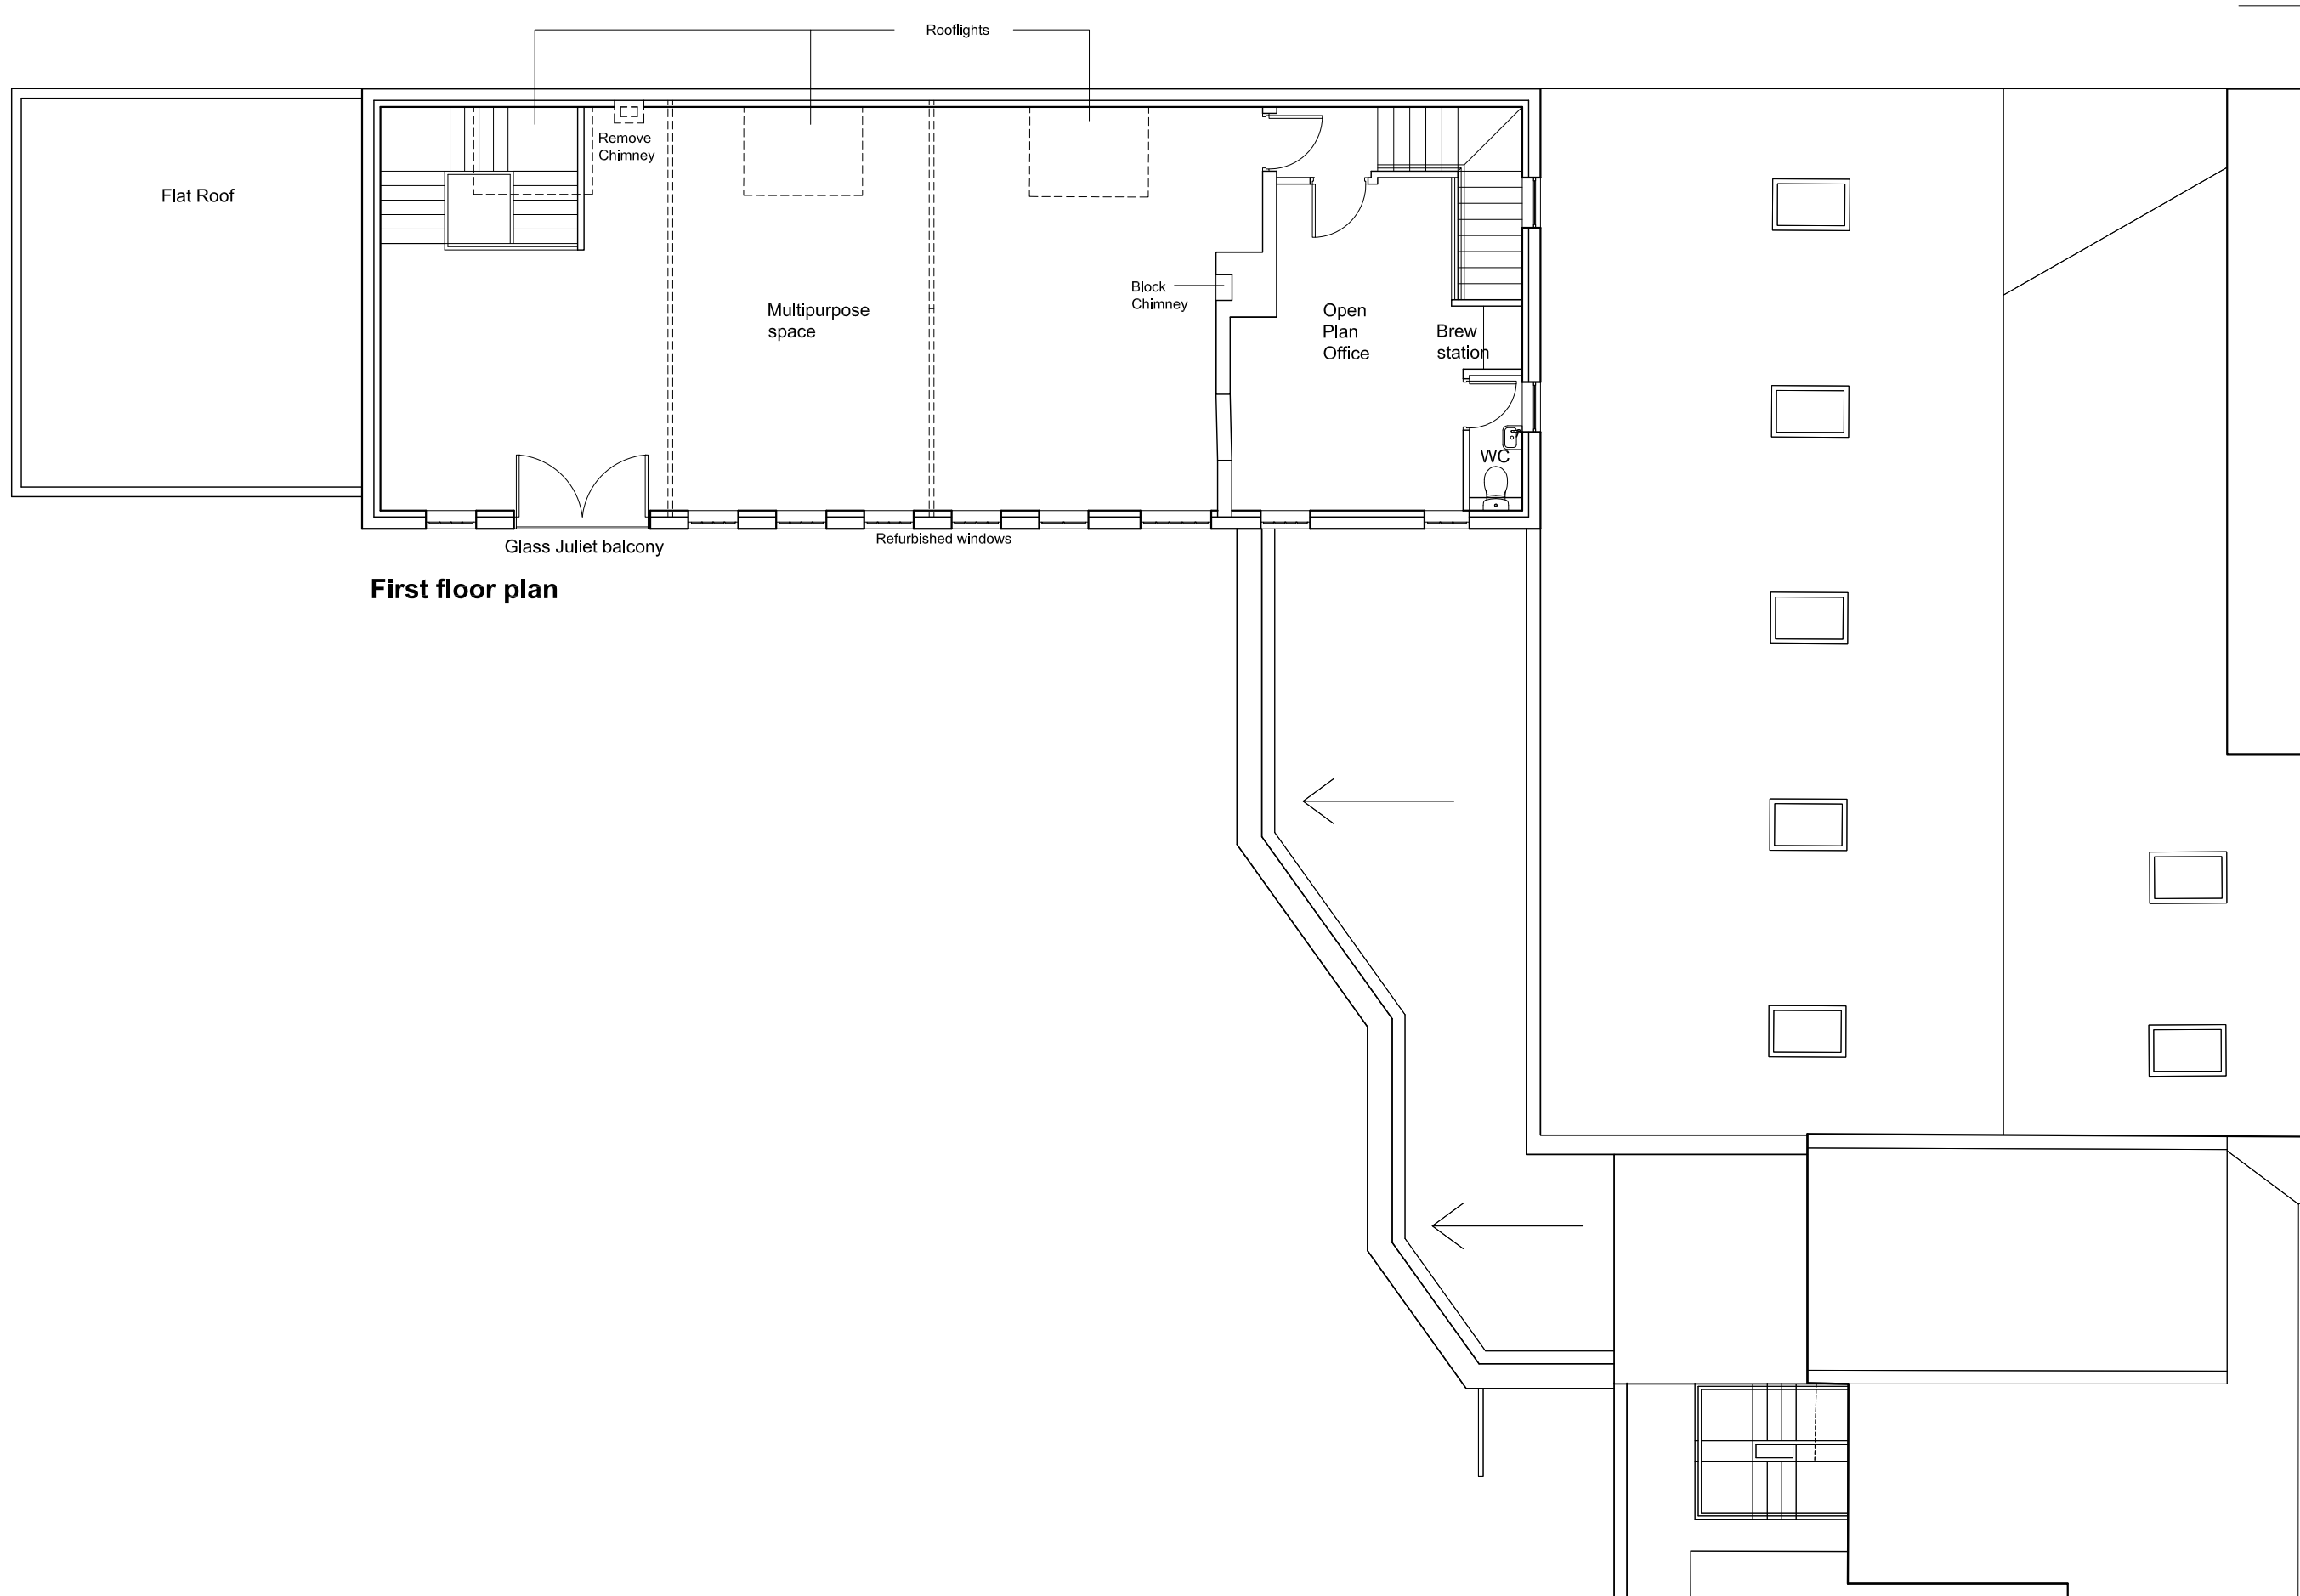 Rooflights
Remove
Chimney
Flat Roof
Multipurpose
space
Block
Chimney
Open
Plan
Office
Brew
station
WC
Glass Juliet balcony
Refurbished windows
First floor plan